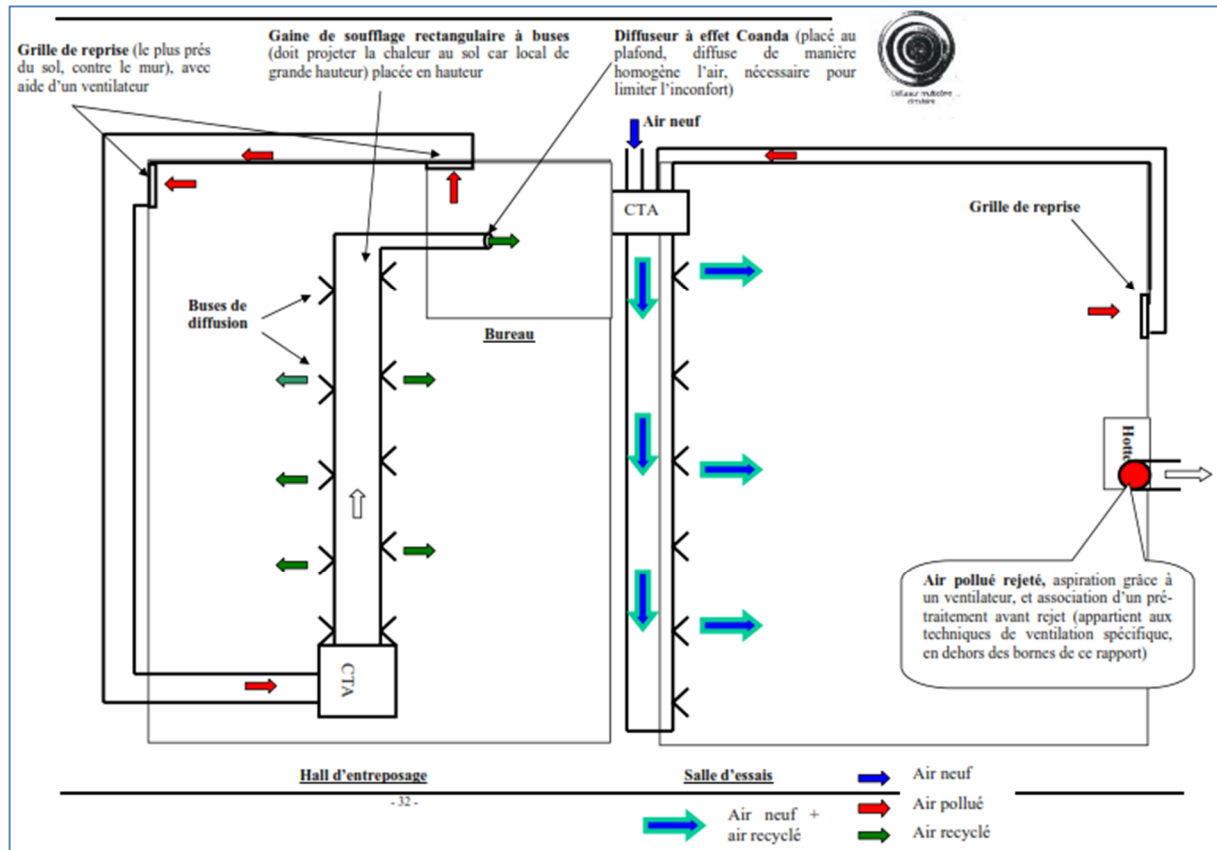 Grille de reprise (le plus prés
du sol, contre le mur), avec
aide d'un ventilateur
Gaine de soufflage rectangulaire à buses
(doit projeter la chaleur au sol car local de
grande hauteur) placée en hauteur
Diffuseur à effet Coanda (placé au
plafond, diffuse de manière
homogène l'air, nécessaire pour
limiter l'inconfort)
Diffuseur multicône
circulaire
Air neuf
CTA
Grille de reprise
Buses de
diffusion
Bureau
Hotte
Air pollué rejeté, aspiration grâce à
un ventilateur, et association d'un pré-
traitement avant rejet (appartient aux
techniques de ventilation spécifique,
en dehors des bornes de ce rapport)
CTA
Hall d'entreposage
Salle d'essais
- 32 -
Air neuf +
air recyclé
Air neuf
Air pollué
Air recyclé